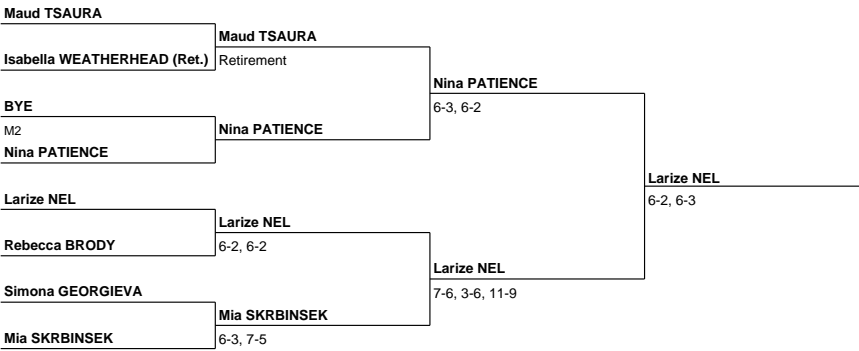 Maud TSAURA
Isabella WEATHERHEAD (Ret.)
BYE
M2
Nina PATIENCE
Larize NEL
Rebecca BRODY
Simona GEORGIEVA
Mia SKRBINSEK
Maud TSAURA
Retirement
Nina PATIENCE
Larize NEL
6-2, 6-2
Mia SKRBINSEK
6-3, 7-5
Nina PATIENCE
6-3, 6-2
Larize NEL
7-6, 3-6, 11-9
Larize NEL
6-2, 6-3